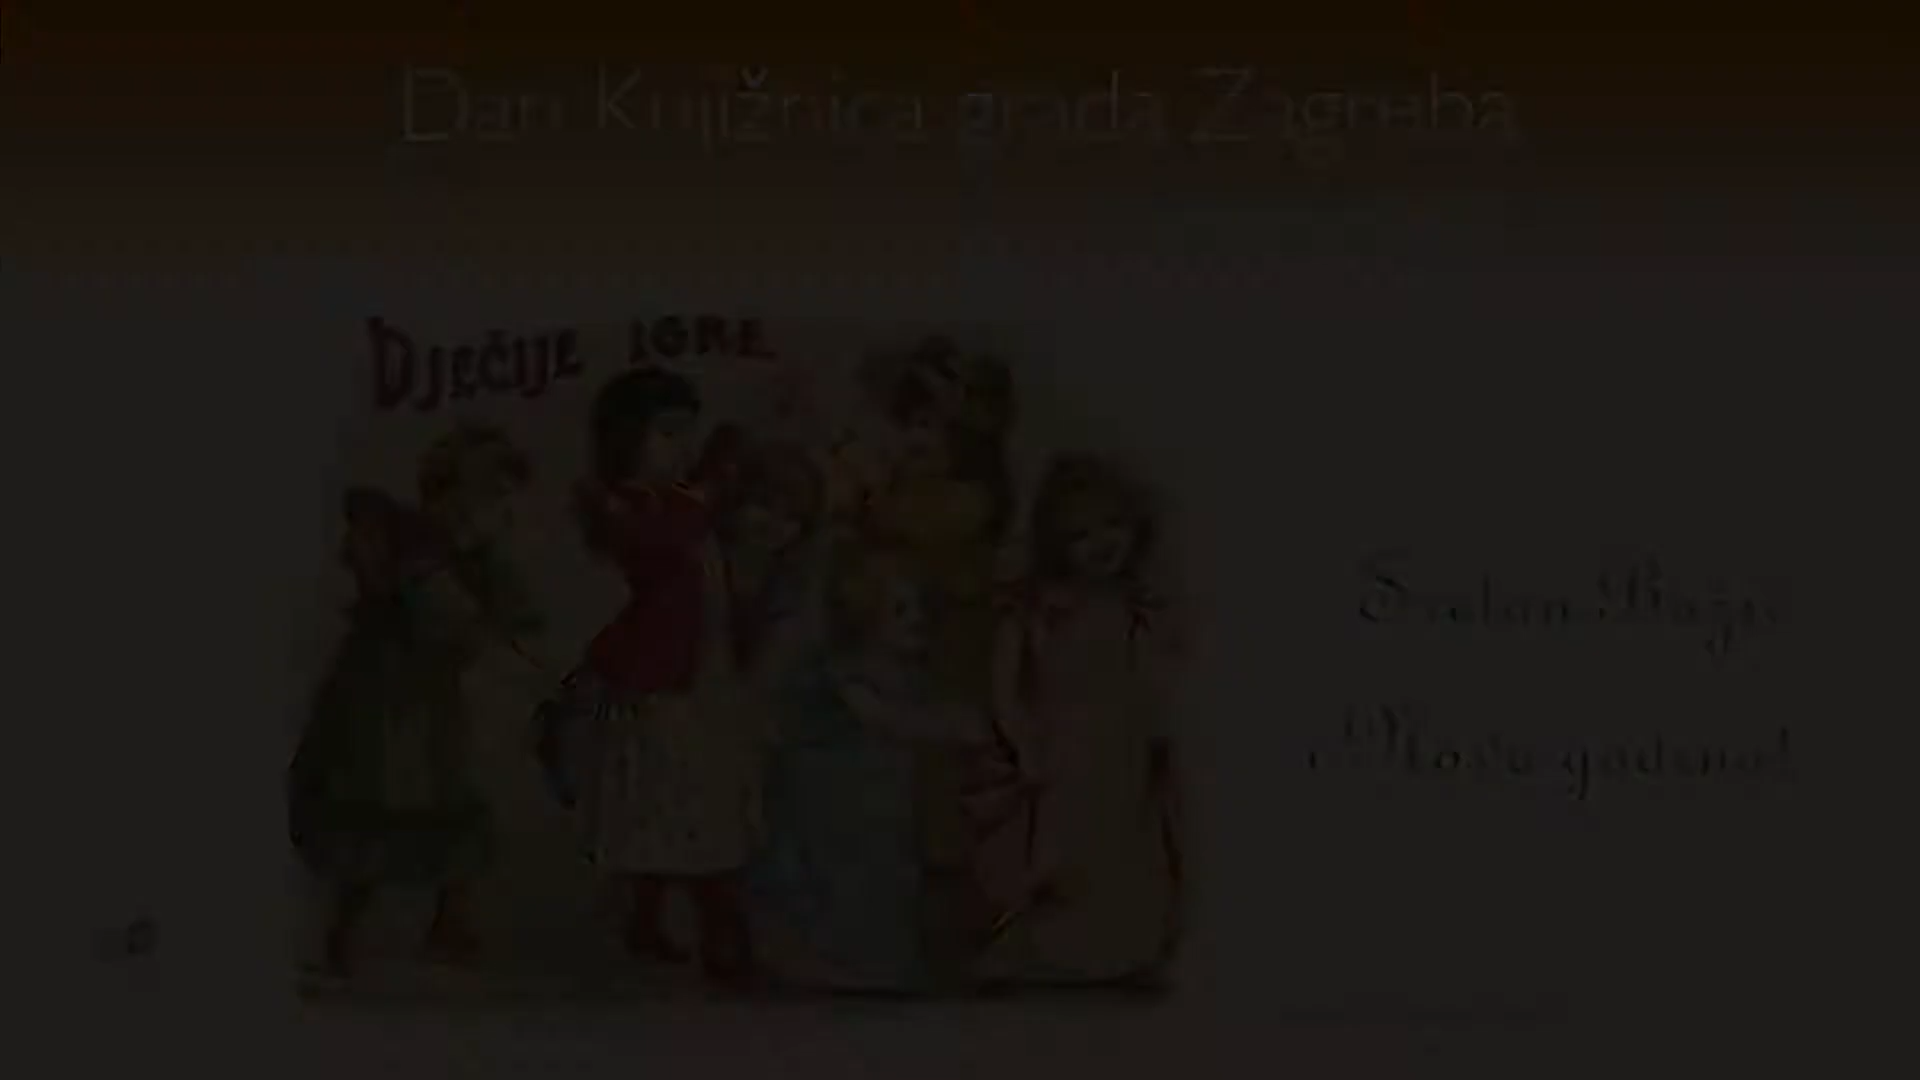 Dan Knjižnica grada Zagreba
DJEČIJE IGRE
Sretan Božić
i Nova godina!